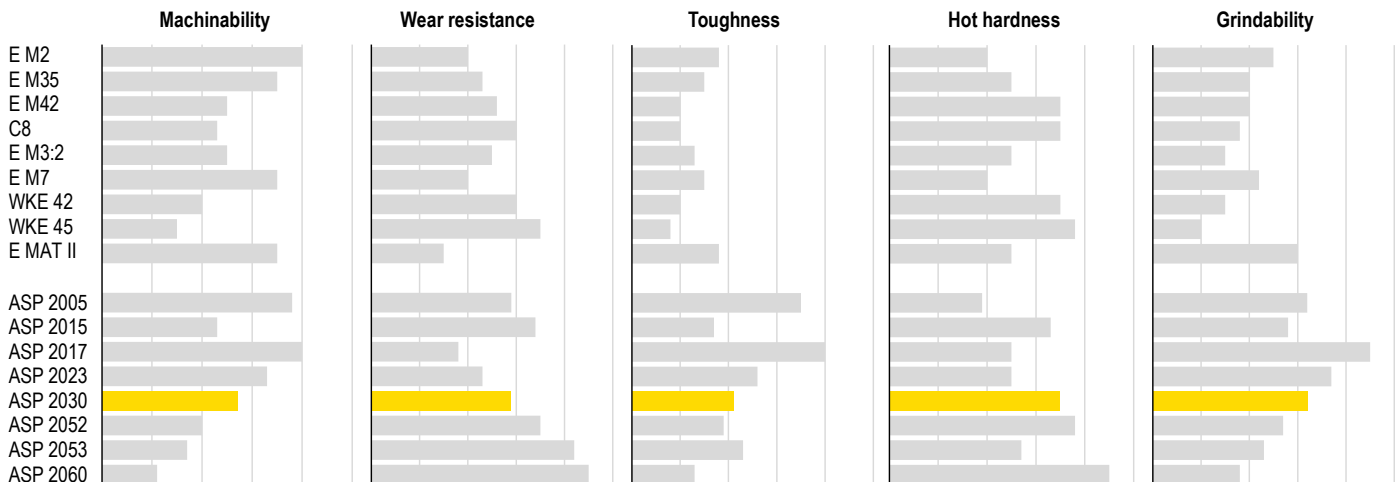 Machinability Wear resistance Toughness Hot hardness Grindability
E M2
E M35
E M42
C8
E M3:2
E M7
WKE 42
WKE 45
E MAT II
ASP 2005
ASP 2015
ASP 2017
ASP 2023
ASP 2030
ASP 2052
ASP 2053
ASP 2060